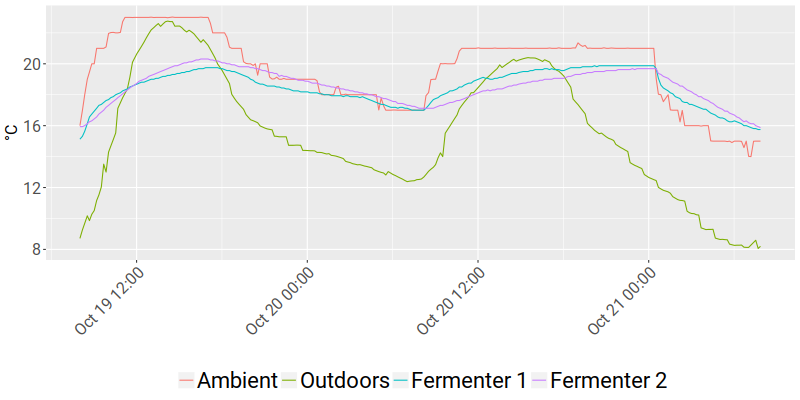 20
16
12
8
°C
Oct 19 12:00
Oct 20 00:00
Oct 20 12:00
Oct 21 00:00
Ambient Outdoors Fermenter 1 Fermenter 2